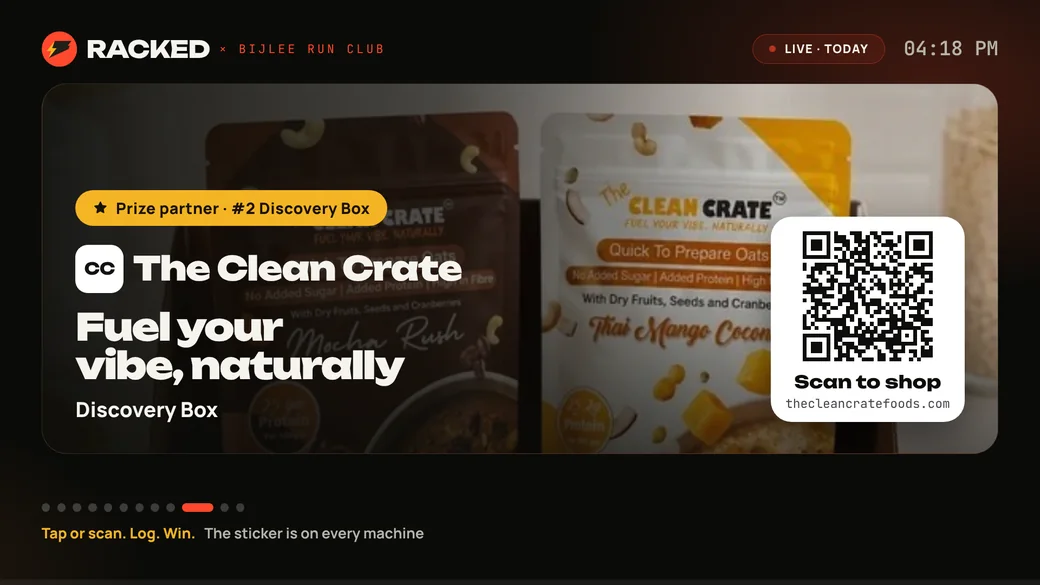 RACKED × BIJLEE RUN CLUB
LIVE · TODAY
04:18 PM
Prize partner · #2 Discovery Box
CC The Clean Crate
Fuel your
vibe, naturally
Discovery Box
CRATE
FUEL YOUR VIBE, NATURALLY
No Added Sugar | Added Protein | High in Fibre
With Dry Fruits, Seeds and Cranberries
Mocha Rush
Protein
The
CLEAN CRATE™
FUEL YOUR VIBE, NATURALLY
Quick To Prepare Oats
No Added Sugar | Added Protein | High
With Dry Fruits, Seeds and Cranbe
Thai Mango Cocon
Protein
Scan to shop
thecleancratefoods.com
Tap or scan. Log. Win. The sticker is on every machine